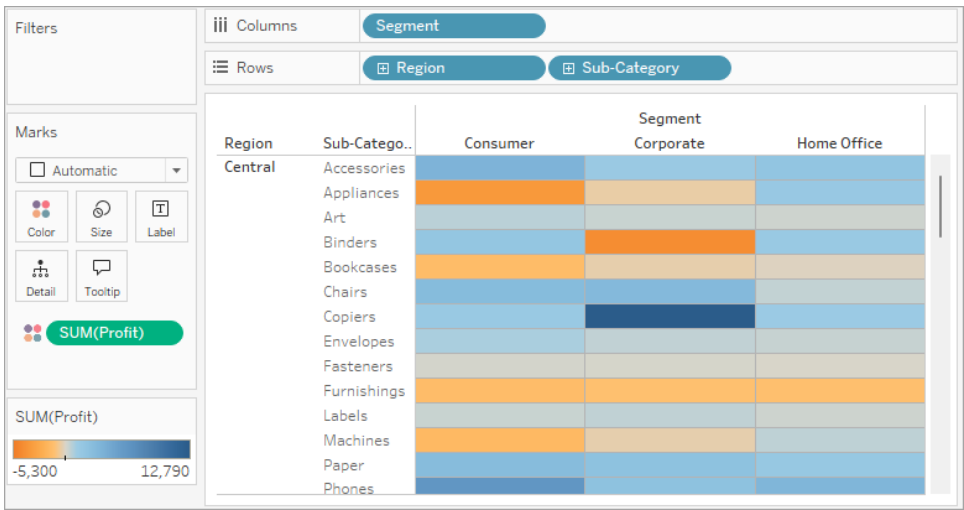 Filters
Columns
Segment
Rows
Region
Sub-Category
Marks
Automatic
Color
Size
Label
Detail
Tooltip
SUM(Profit)
SUM(Profit)
-5,300 12,790
Segment
Region Sub-Catego.. Consumer Corporate Home Office
Central Accessories
Appliances
Art
Binders
Bookcases
Chairs
Copiers
Envelopes
Fasteners
Furnishings
Labels
Machines
Paper
Phones